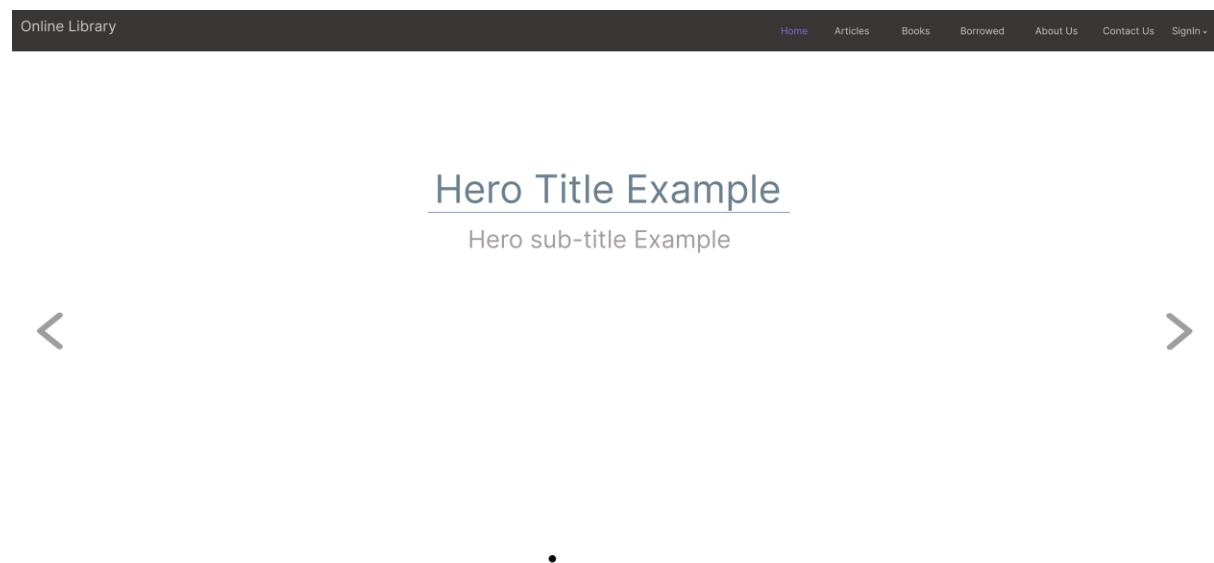 Online Library
Home Articles Books Borrowed About Us Contact Us SignIn
Hero Title Example
Hero sub-title Example